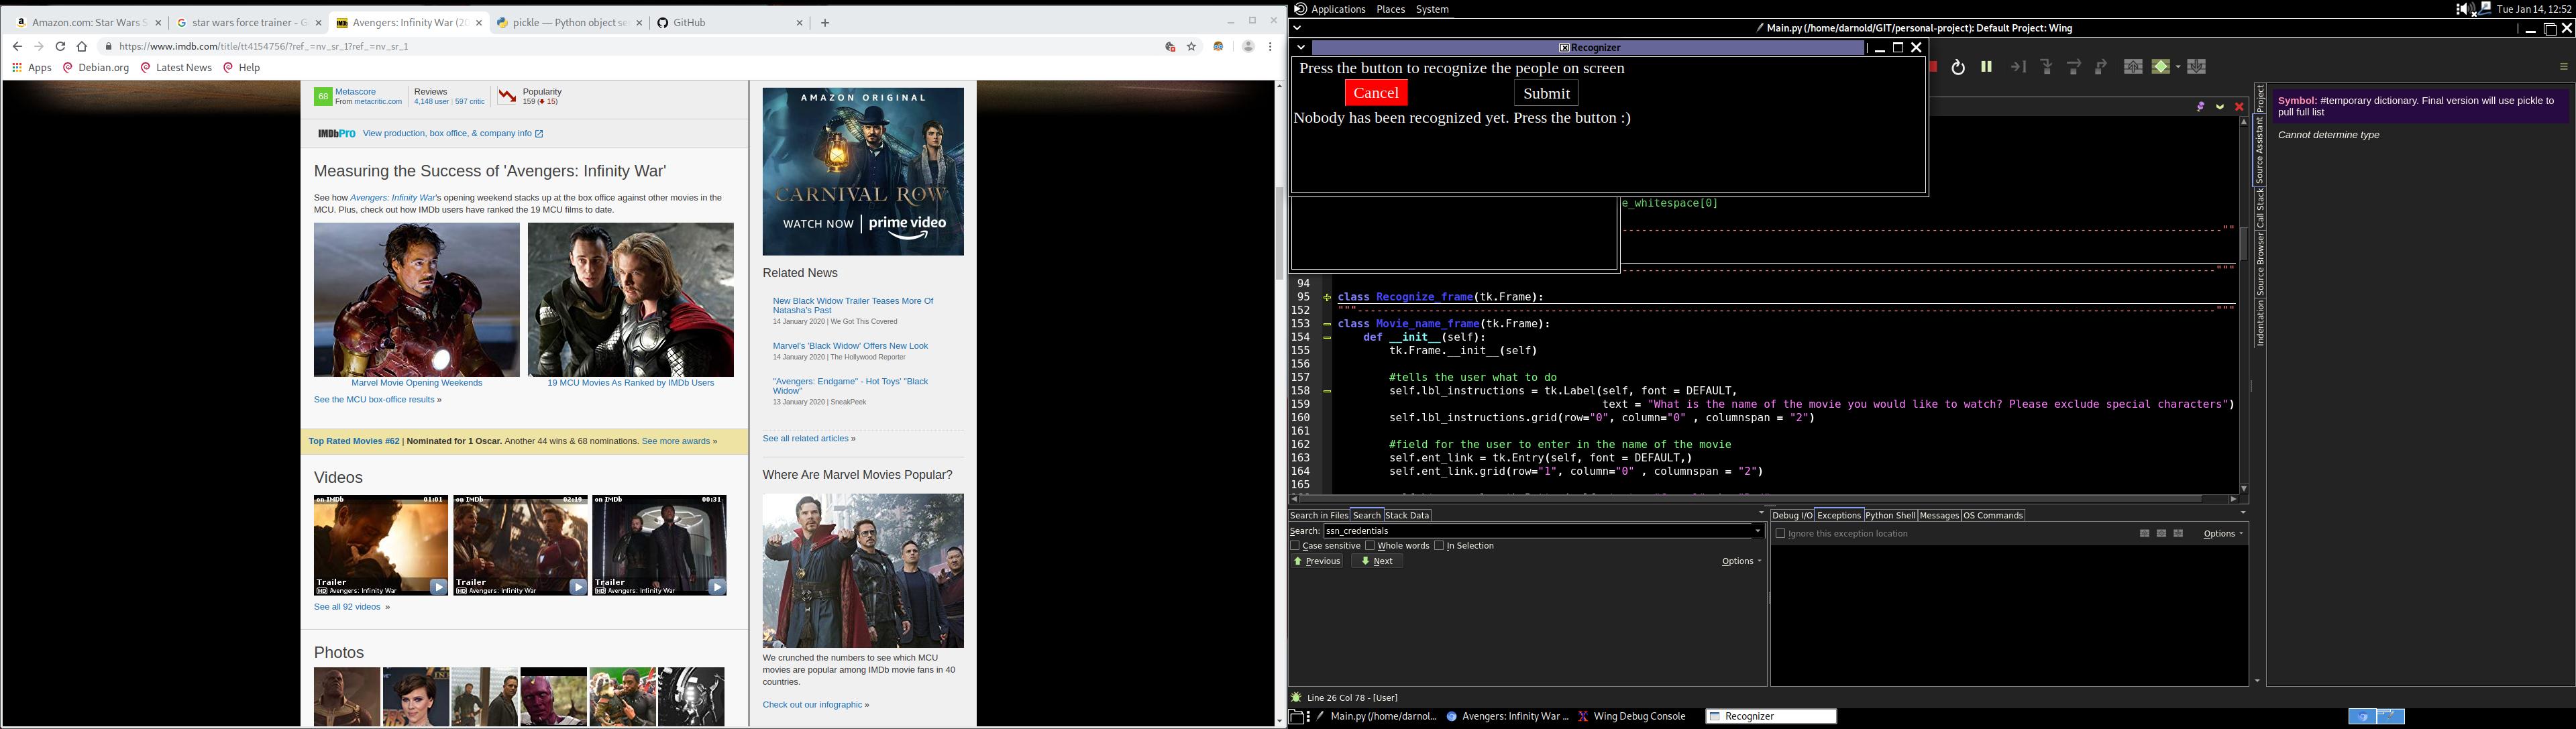 Amazon.com: Star Wars S
star wars force trainer - G
Avengers: Infinity War (20
pickle — Python object se
GitHub
https://www.imdb.com/title/tt4154756/?ref_=nv_sr_1?ref_=nv_sr_1
Apps
Debian.org
Latest News
Help
68
Metascore
From metacritic.com
Reviews
4,148 user | 597 critic
Popularity
159 (15)
IMDbPro View production, box office, & company info
Measuring the Success of 'Avengers: Infinity War'
See how Avengers: Infinity War's opening weekend stacks up at the box office against other movies in the
MCU. Plus, check out how IMDb users have ranked the 19 MCU films to date.
Marvel Movie Opening Weekends
19 MCU Movies As Ranked by IMDb Users
See the MCU box-office results »
Top Rated Movies #62 | Nominated for 1 Oscar. Another 44 wins & 68 nominations. See more awards »
Videos
on IMDb 01:01
Trailer
HD Avengers: Infinity War
on IMDb 02:19
Trailer
HD Avengers: Infinity War
on IMDb 00:31
Trailer
HD Avengers: Infinity War
See all 92 videos »
Photos
AMAZON ORIGINAL
CARNIVAL ROW
WATCH NOW | prime video
Related News
New Black Widow Trailer Teases More Of
Natasha's Past
14 January 2020 | We Got This Covered
Marvel's 'Black Widow' Offers New Look
14 January 2020 | The Hollywood Reporter
"Avengers: Endgame" - Hot Toys' "Black
Widow"
13 January 2020 | SneakPeek
See all related articles »
Where Are Marvel Movies Popular?
We crunched the numbers to see which MCU
movies are popular among IMDb movie fans in 40
countries.
Check out our infographic »
Applications Places System
Tue Jan 14, 12:52
Main.py (/home/darnold/GIT/personal-project): Default Project: Wing
Recognizer
Press the button to recognize the people on screen
Cancel
Submit
Nobody has been recognized yet. Press the button :)
e_whitespace[0]
94
95 class Recognize_frame(tk.Frame):
152 """ """
153 class Movie_name_frame(tk.Frame):
154 def __init__(self):
155 tk.Frame.__init__(self)
156
157 #tells the user what to do
158 self.lbl_instructions = tk.Label(self, font = DEFAULT,
159 text = "What is the name of the movie you would like to watch? Please exclude special characters")
160 self.lbl_instructions.grid(row="0", column="0" , columnspan = "2")
161
162 #field for the user to enter in the name of the movie
163 self.ent_link = tk.Entry(self, font = DEFAULT,)
164 self.ent_link.grid(row="1", column="0" , columnspan = "2")
165
Project
Source Assistant
Call Stack
Source Browser
Indentation
Symbol: #temporary dictionary. Final version will use pickle to
pull full list
Cannot determine type
Search in Files Search Stack Data
Search: ssn_credentials
Case sensitive Whole words In Selection
Previous Next Options
Debug I/O Exceptions Python Shell Messages OS Commands
Ignore this exception location
Options
Line 26 Col 78 - [User]
Main.py (/home/darnol...
Avengers: Infinity War ...
Wing Debug Console
Recognizer